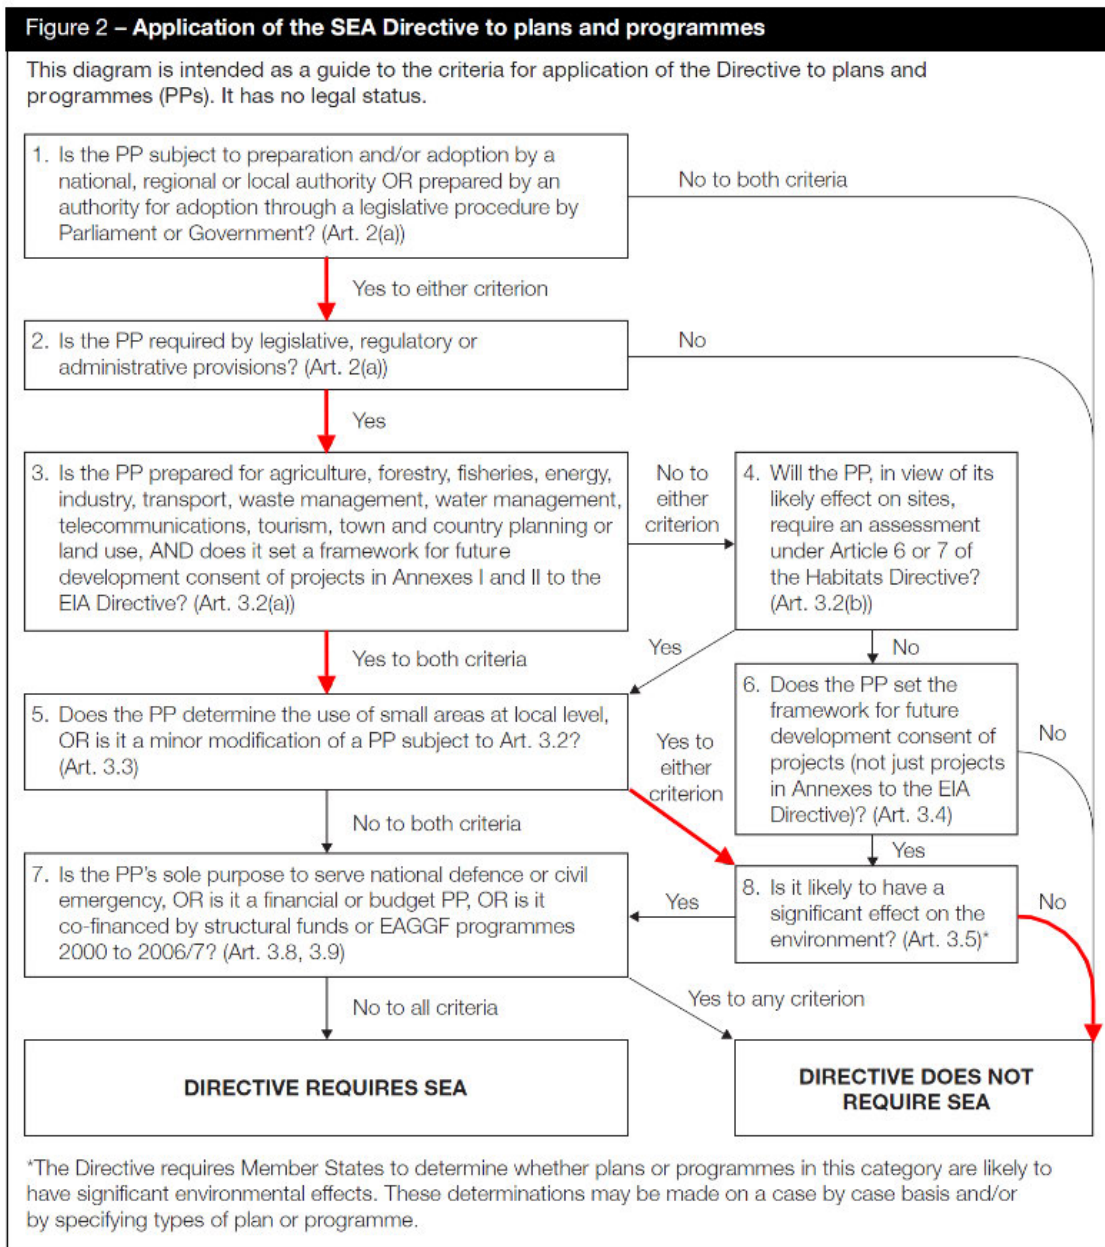 Figure 2 – Application of the SEA Directive to plans and programmes
This diagram is intended as a guide to the criteria for application of the Directive to plans and
programmes (PPs). It has no legal status.
1. Is the PP subject to preparation and/or adoption by a
national, regional or local authority OR prepared by an
authority for adoption through a legislative procedure by
Parliament or Government? (Art. 2(a))
No to both criteria
Yes to either criterion
2. Is the PP required by legislative, regulatory or
administrative provisions? (Art. 2(a))
No
Yes
3. Is the PP prepared for agriculture, forestry, fisheries, energy,
industry, transport, waste management, water management,
telecommunications, tourism, town and country planning or
land use, AND does it set a framework for future
development consent of projects in Annexes I and II to the
EIA Directive? (Art. 3.2(a))
No to
either
criterion
4. Will the PP, in view of its
likely effect on sites,
require an assessment
under Article 6 or 7 of
the Habitats Directive?
(Art. 3.2(b))
Yes to both criteria
Yes
No
5. Does the PP determine the use of small areas at local level,
OR is it a minor modification of a PP subject to Art. 3.2?
(Art. 3.3)
Yes to
either
criterion
6. Does the PP set the
framework for future
development consent of
projects (not just projects
in Annexes to the EIA
Directive)? (Art. 3.4)
No
No to both criteria
Yes
7. Is the PP's sole purpose to serve national defence or civil
emergency, OR is it a financial or budget PP, OR is it
co-financed by structural funds or EAGGF programmes
2000 to 2006/7? (Art. 3.8, 3.9)
Yes
8. Is it likely to have a
significant effect on the
environment? (Art. 3.5)*
No
No to all criteria
Yes to any criterion
DIRECTIVE REQUIRES SEA
DIRECTIVE DOES NOT
REQUIRE SEA
*The Directive requires Member States to determine whether plans or programmes in this category are likely to
have significant environmental effects. These determinations may be made on a case by case basis and/or
by specifying types of plan or programme.